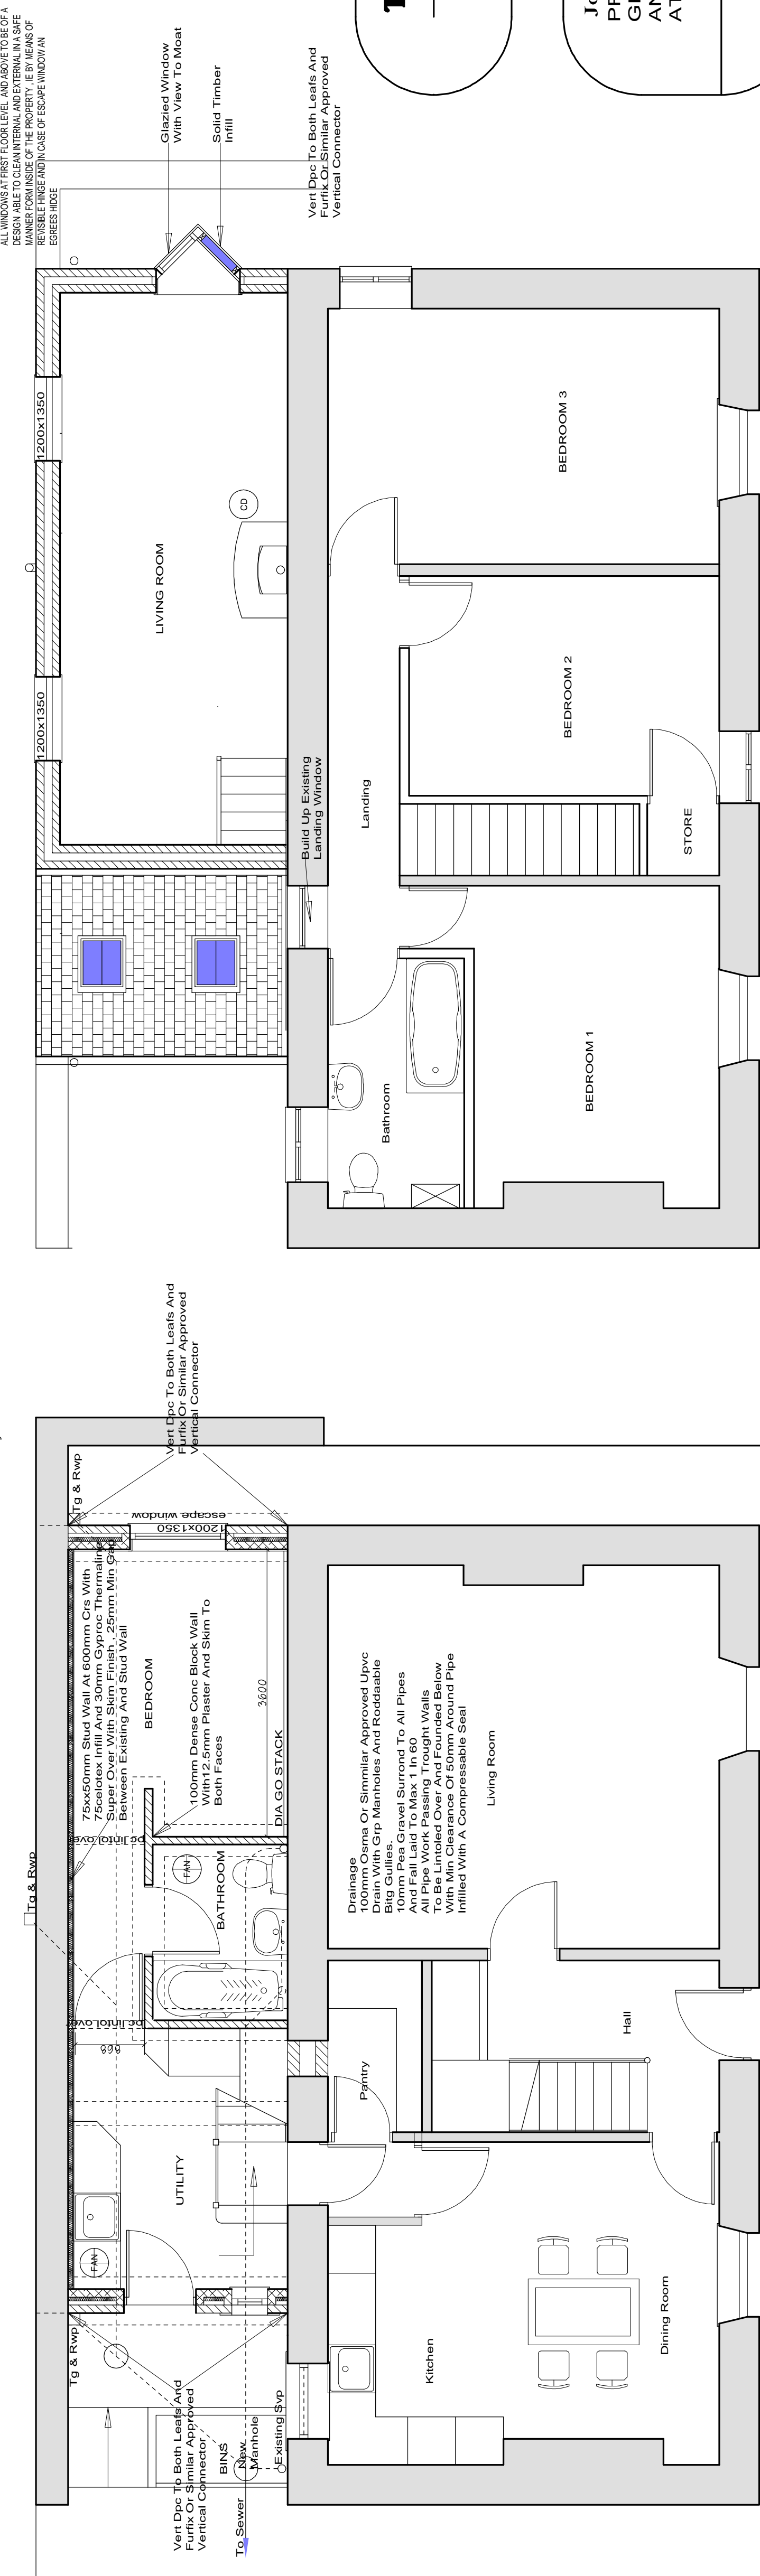 ALL WINDOWS AT FIRST FLOOR LEVEL AND ABOVE TO BE OF A
DESIGN ABLE TO CLEAN INTERNAL AND EXTERNAL IN A SAFE
MANNER FORM INSIDE OF THE PROPERTY, IE BY MEANS OF
REVISIBLE HINGE AND IN CASE OF ESCAPE WINDOW AN
EGREES HIDGE
Glazied Window
With View To Moat
Solid Timber
Infill
Vert Dpc To Both Leafs And
Furfix Or Similar Approved
Vertical Connector
1200x1350
1200x1350
LIVING ROOM
CD
Build Up Existing
Landing Window
Landing
BEDROOM 3
BEDROOM 2
STORE
Bathroom
BEDROOM 1
Vert Dpc To Both Leafs And
Furfix Or Similar Approved
Vertical Connector
Tg & Rwp
1200x1350
escape window
75xx50mm Stud Wall At 600mm Crs With
75celotex Infill And 30mm Gyproc Thermaline
Super Over With Skim Finish , 25mm Min Gap
Between Existing And Stud Wall
BEDROOM
100mm Dense Conc Block Wall
With12.5mm Plaster And Skim To
Both Faces
3600
DIA GO STACK
pc lintol over
Tg & Rwp
FAN
BATHROOM
pc lintol over
UTILITY
FAN
Tg & Rwp
Vert Dpc To Both Leafs And
Furfix Or Similar Approved
Vertical Connector
BINS
New
Manhole
Existing Svp
To Sewer
Drainage
100mm Osma Or Simmilar Approved Upvc
Drain With Grp Manholes And Roddaable
Bitg Gullies.
10mm Pea Gravel Surrond To All Pipes
And Fall Laid To Max 1 In 60
All Pipe Work Passing Trought Walls
To Be Lintoled Over And Founded Below
With Min Clearance Of 50mm Around Pipe
Infilled With A Compressable Seal
Living Room
Pantry
Hall
Kitchen
Dining Room